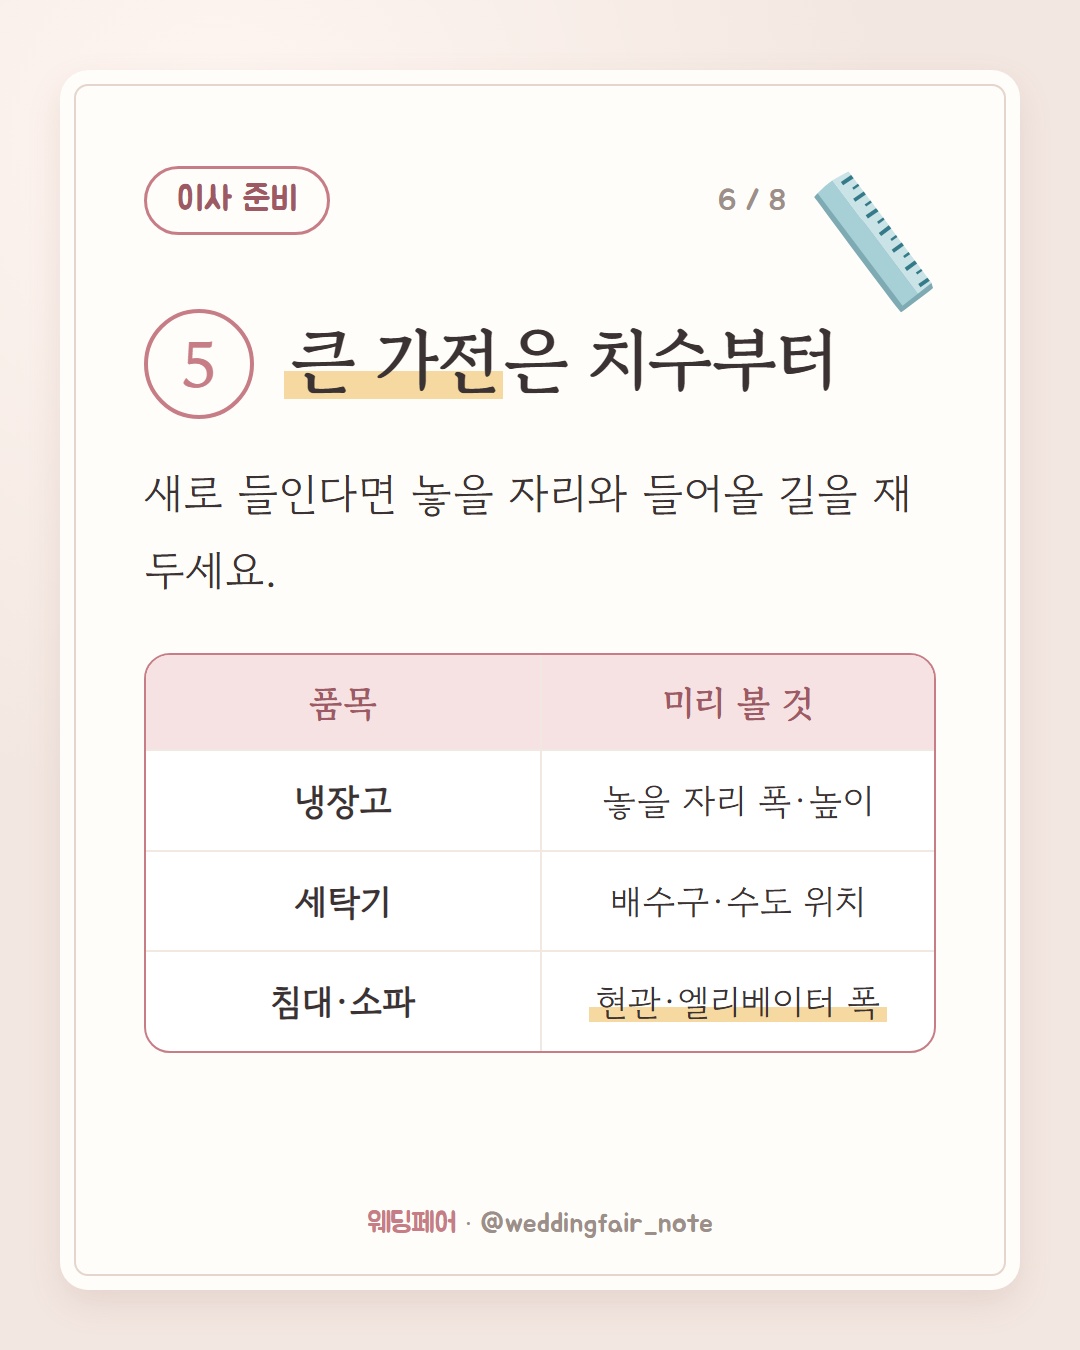 이사 준비
6 / 8
5 큰 가전은 치수부터
새로 들인다면 놓을 자리와 들어올 길을 재
두세요.
품목 미리 볼 것
냉장고 놓을 자리 폭·높이
세탁기 배수구·수도 위치
침대·소파 현관·엘리베이터 폭
웨딩페어 · @weddingfair_note